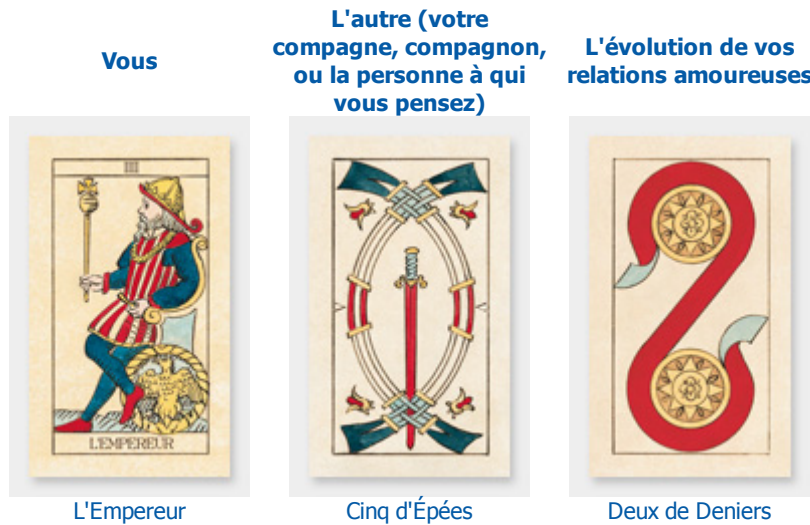 Vous
L'autre (votre
compagne, compagnon,
ou la personne à qui
vous pensez)
L'évolution de vos
relations amoureuses
IIII
L'EMPEREUR
V
V
L'Empereur
Cinq d'Épées
Deux de Deniers